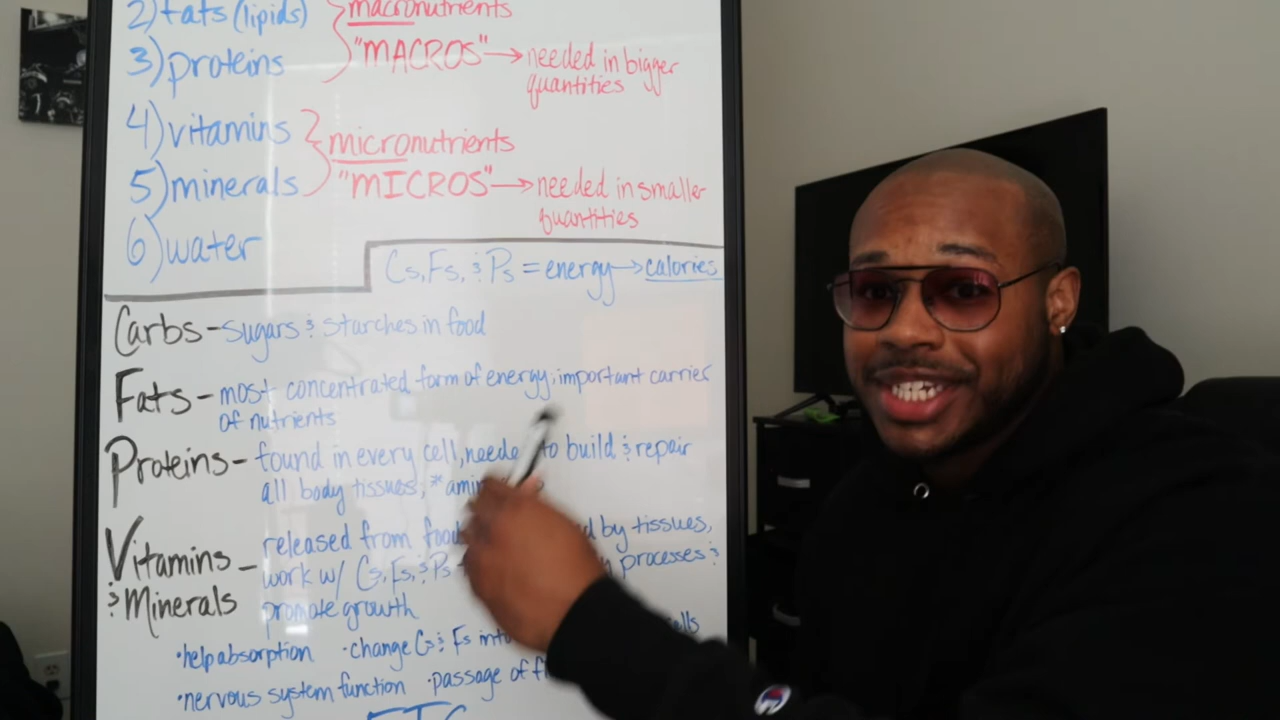 2) fats (lipids)
macronutrients
3) proteins
"MACROS" → needed in bigger
quantities
4) vitamins
micronutrients
5) minerals
"MICROS" → needed in smaller
quantities
6) water
Cs, Fs, & Ps = energy → calories
Carbs - sugars & starches in food
Fats - most concentrated form of energy; important carrier
of nutrients
Proteins - found in every cell, to build & repair
all body tissues; *
Vitamins
& Minerals
- released from by tissues,
work w/ Cs, Fs, & Ps processes &
promote growth
• help absorption • change Cs & Fs into
• nervous system function • passage of